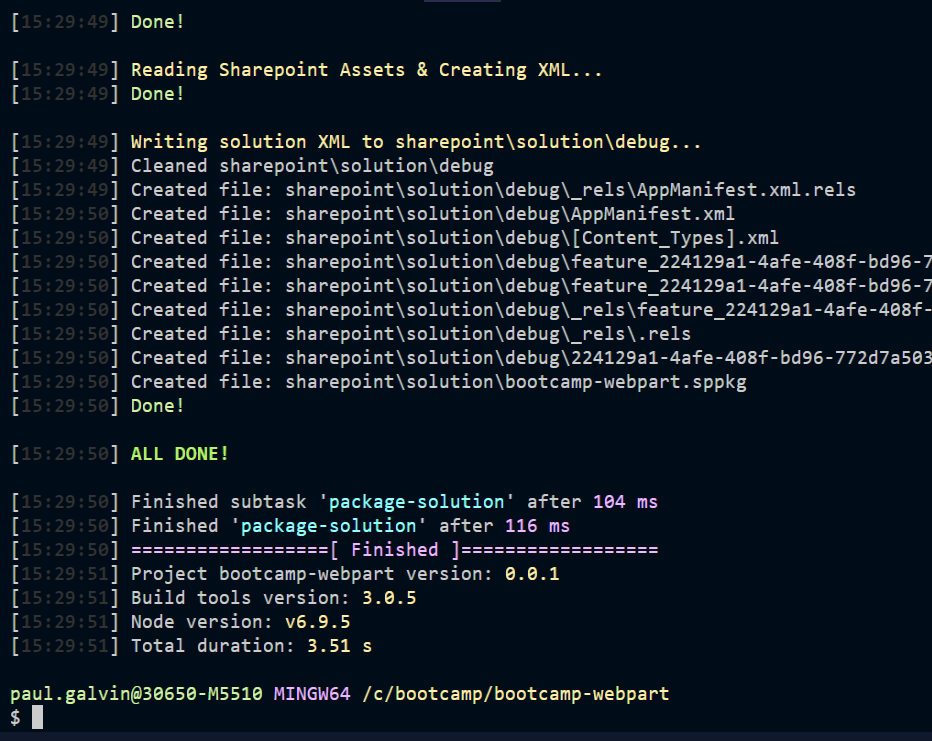 [15:29:49] Done!
[15:29:49] Reading Sharepoint Assets & Creating XML...
[15:29:49] Done!
[15:29:49] Writing solution XML to sharepoint\solution\debug...
[15:29:49] Cleaned sharepoint\solution\debug
[15:29:49] Created file: sharepoint\solution\debug\_rels\AppManifest.xml.rels
[15:29:50] Created file: sharepoint\solution\debug\AppManifest.xml
[15:29:50] Created file: sharepoint\solution\debug\[Content_Types].xml
[15:29:50] Created file: sharepoint\solution\debug\feature_224129a1-4afe-408f-bd96-7
[15:29:50] Created file: sharepoint\solution\debug\feature_224129a1-4afe-408f-bd96-7
[15:29:50] Created file: sharepoint\solution\debug\_rels\feature_224129a1-4afe-408f-
[15:29:50] Created file: sharepoint\solution\debug\_rels\.rels
[15:29:50] Created file: sharepoint\solution\debug\224129a1-4afe-408f-bd96-772d7a503
[15:29:50] Created file: sharepoint\solution\bootcamp-webpart.sppkg
[15:29:50] Done!
[15:29:50] ALL DONE!
[15:29:50] Finished subtask 'package-solution' after 104 ms
[15:29:50] Finished 'package-solution' after 116 ms
[15:29:50] ==================[ Finished ]==================
[15:29:51] Project bootcamp-webpart version: 0.0.1
[15:29:51] Build tools version: 3.0.5
[15:29:51] Node version: v6.9.5
[15:29:51] Total duration: 3.51 s
paul.galvin@30650-M5510 MINGW64 /c/bootcamp/bootcamp-webpart
$